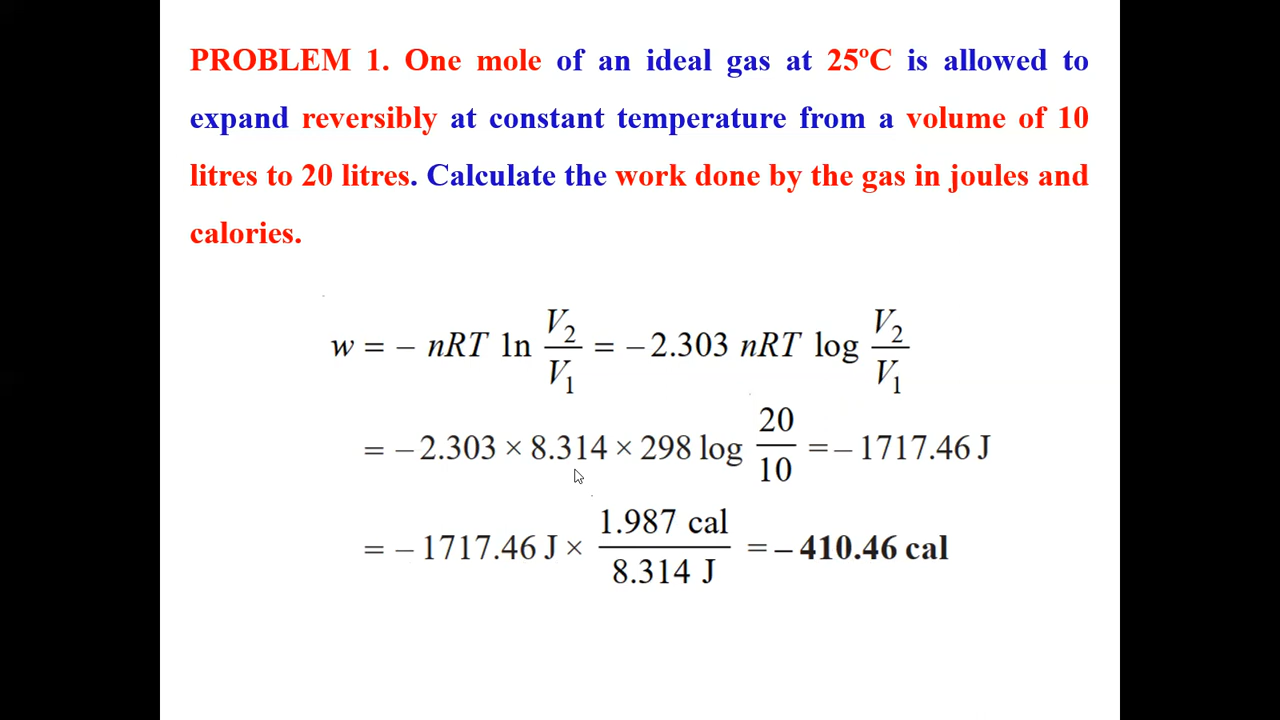 PROBLEM 1. One mole of an ideal gas at 25ºC is allowed to
expand reversibly at constant temperature from a volume of 10
litres to 20 litres. Calculate the work done by the gas in joules and
calories.
w = − nRT ln V₂/V₁ = −2.303 nRT log V₂/V₁
= −2.303 × 8.314 × 298 log 20/10 = − 1717.46 J
= − 1717.46 J × 1.987 cal/8.314 J = − 410.46 cal